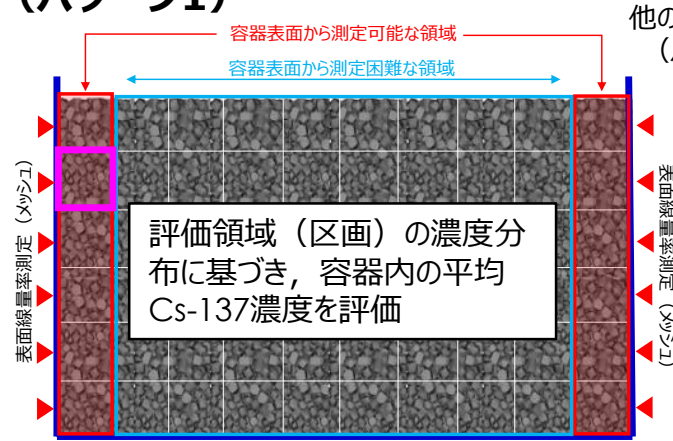 （パターン1）
他の
容器表面から測定可能な領域
容器表面から測定困難な領域
表面線量率測定（メッシュ）
評価領域（区画）の濃度分
布に基づき，容器内の平均
Cs-137濃度を評価
表面線量率測定（メッシュ）